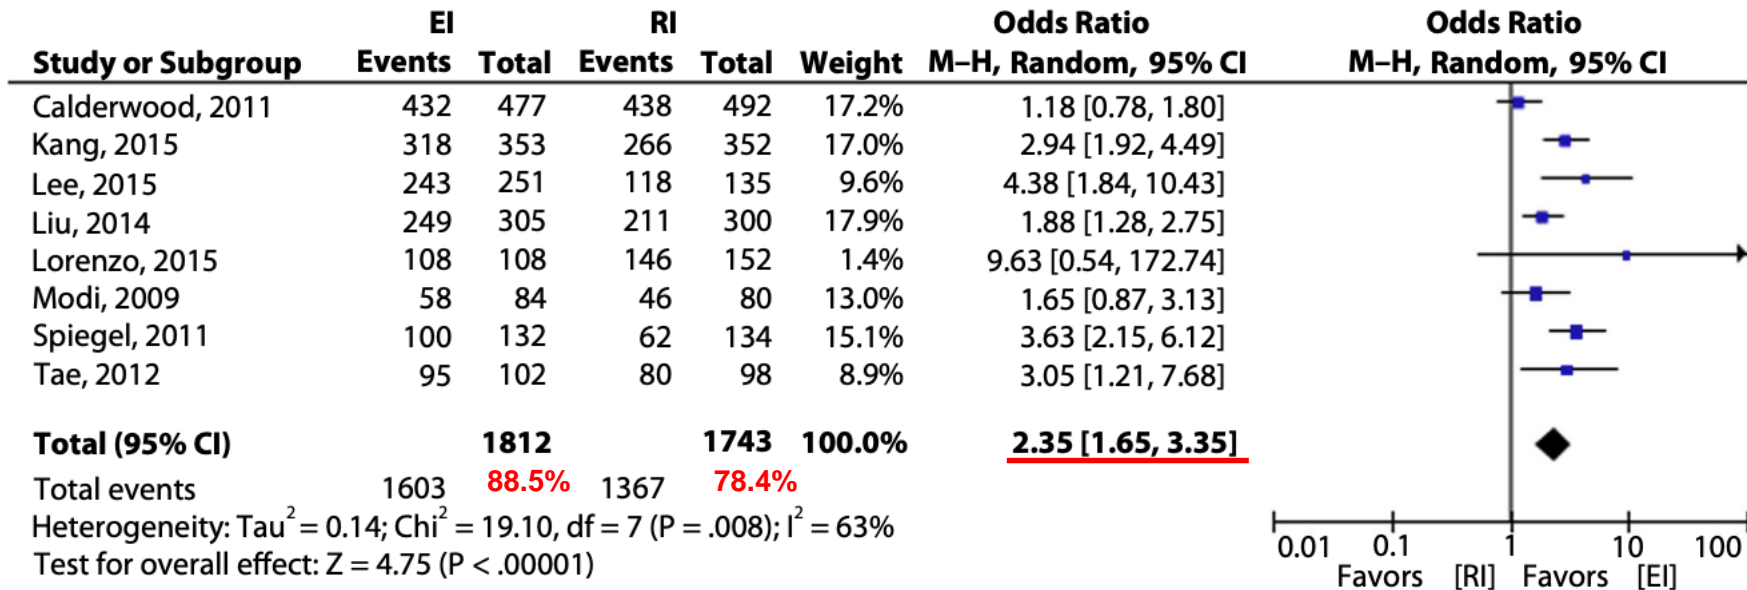 EI RI Odds Ratio Odds Ratio
Study or Subgroup Events Total Events Total Weight M–H, Random, 95% CI M–H, Random, 95% CI
Calderwood, 2011 432 477 438 492 17.2% 1.18 [0.78, 1.80]
Kang, 2015 318 353 266 352 17.0% 2.94 [1.92, 4.49]
Lee, 2015 243 251 118 135 9.6% 4.38 [1.84, 10.43]
Liu, 2014 249 305 211 300 17.9% 1.88 [1.28, 2.75]
Lorenzo, 2015 108 108 146 152 1.4% 9.63 [0.54, 172.74]
Modi, 2009 58 84 46 80 13.0% 1.65 [0.87, 3.13]
Spiegel, 2011 100 132 62 134 15.1% 3.63 [2.15, 6.12]
Tae, 2012 95 102 80 98 8.9% 3.05 [1.21, 7.68]
Total (95% CI) 1812 1743 100.0% 2.35 [1.65, 3.35]
Total events 1603 88.5% 1367 78.4%
Heterogeneity: Tau² = 0.14; Chi² = 19.10, df = 7 (P = .008); I² = 63%
Test for overall effect: Z = 4.75 (P < .00001)
0.01 0.1 1 10 100
Favors [RI] Favors [EI]